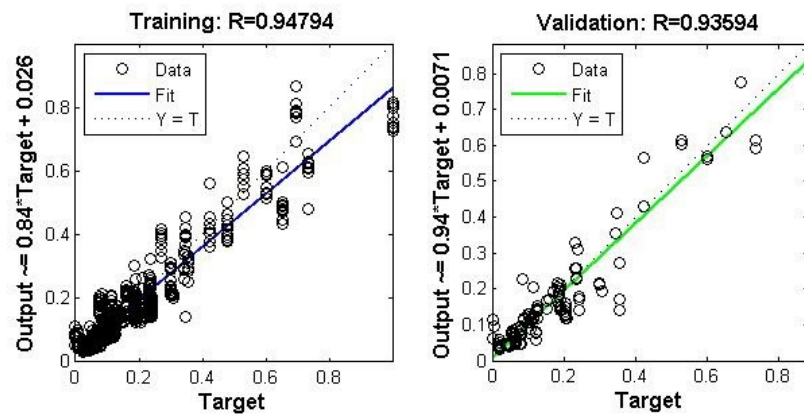 Training: R=0.94794
Output ~= 0.84*Target + 0.026
0.8
0.6
0.4
0.2
0
Data
Fit
Y = T
0
0.2
0.4
0.6
0.8
Target
Validation: R=0.93594
Output ~= 0.94*Target + 0.0071
0.8
0.7
0.6
0.5
0.4
0.3
0.2
0.1
0
Data
Fit
Y = T
0
0.2
0.4
0.6
0.8
Target